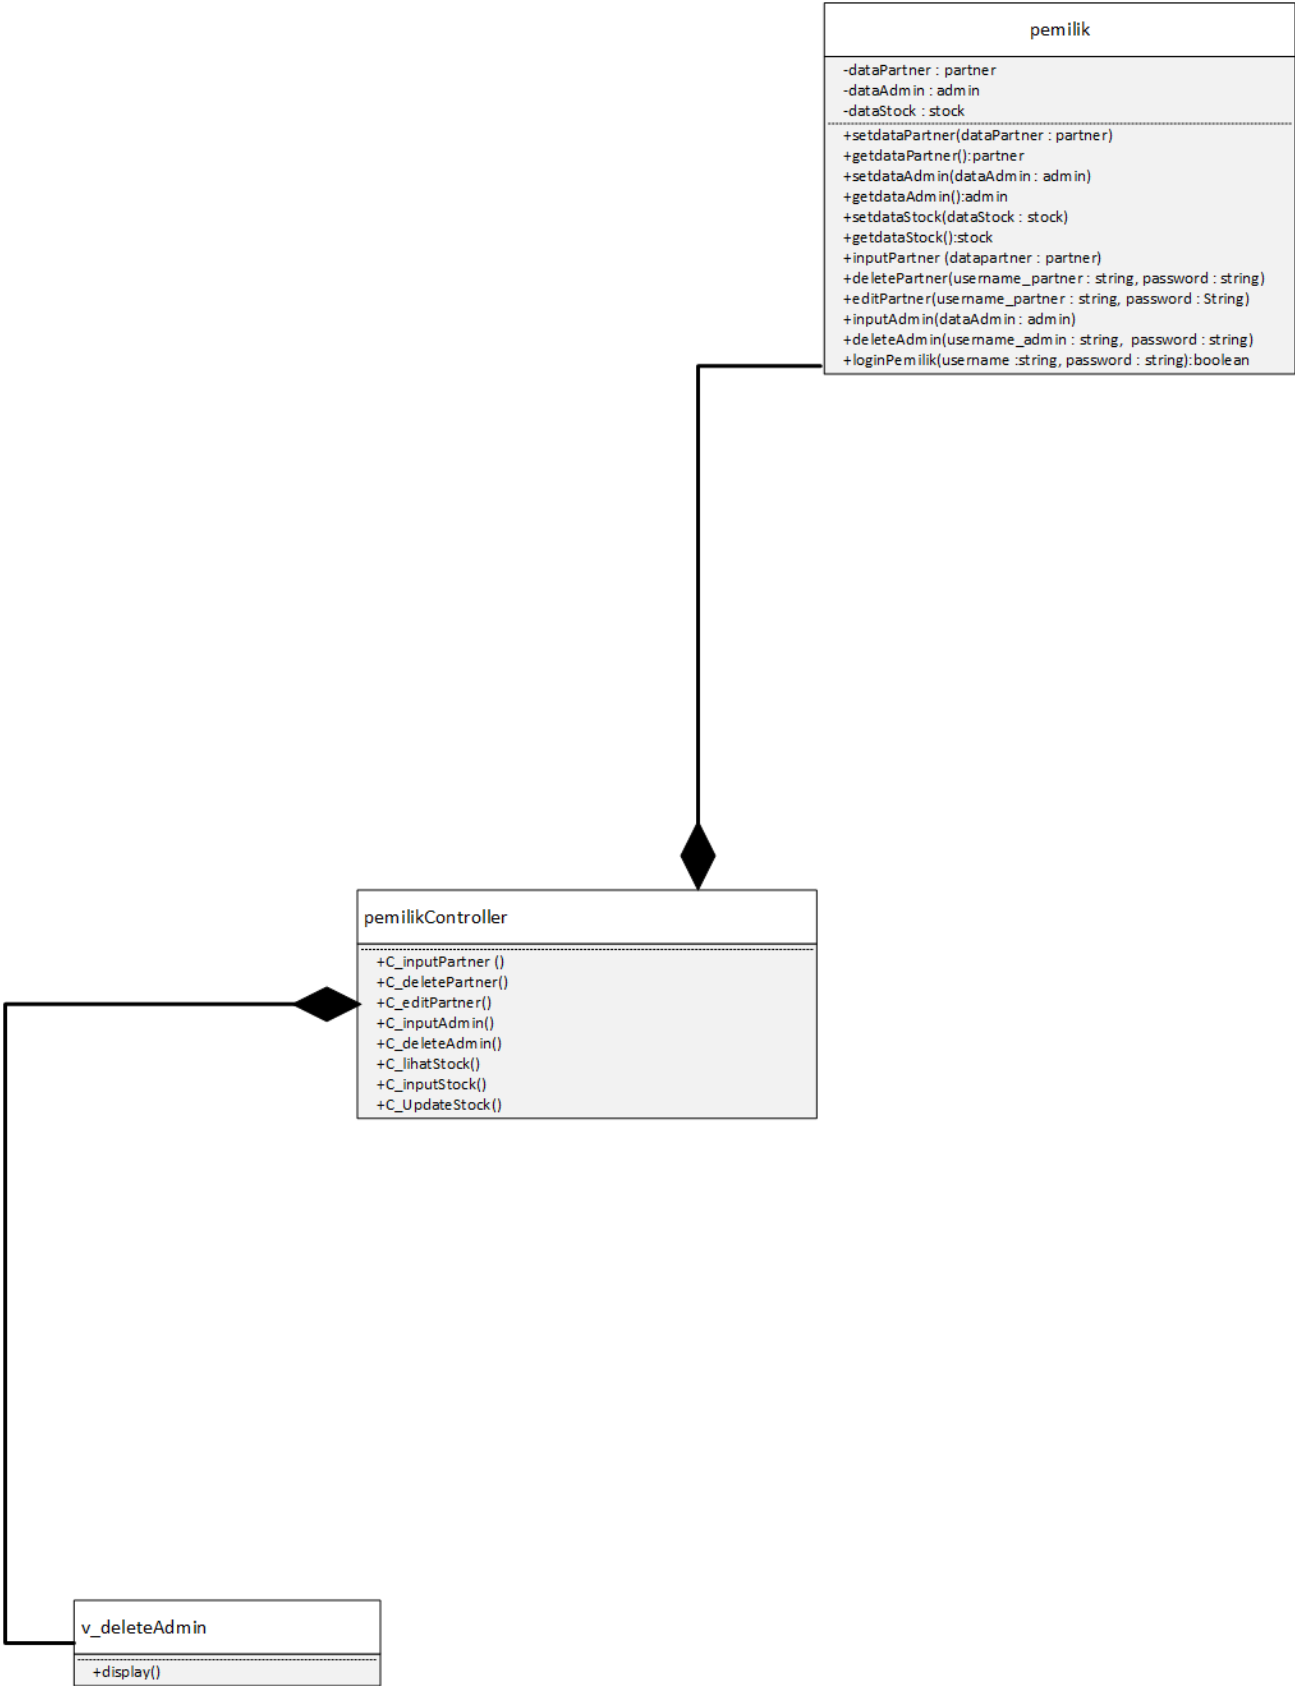 pemilik
-dataPartner : partner
-dataAdmin : admin
-dataStock : stock
+setdataPartner(dataPartner : partner)
+getdataPartner():partner
+setdataAdmin(dataAdmin : admin)
+getdataAdmin():admin
+setdataStock(dataStock : stock)
+getdataStock():stock
+inputPartner (datapartner : partner)
+deletePartner(username_partner : string, password : string)
+editPartner(username_partner : string, password : String)
+inputAdmin(dataAdmin : admin)
+deleteAdmin(username_admin : string, password : string)
+loginPemilik(username :string, password : string):boolean
pemilikController
+C_inputPartner ()
+C_deletePartner()
+C_editPartner()
+C_inputAdmin()
+C_deleteAdmin()
+C_lihatStock()
+C_inputStock()
+C_UpdateStock()
v_deleteAdmin
+display()